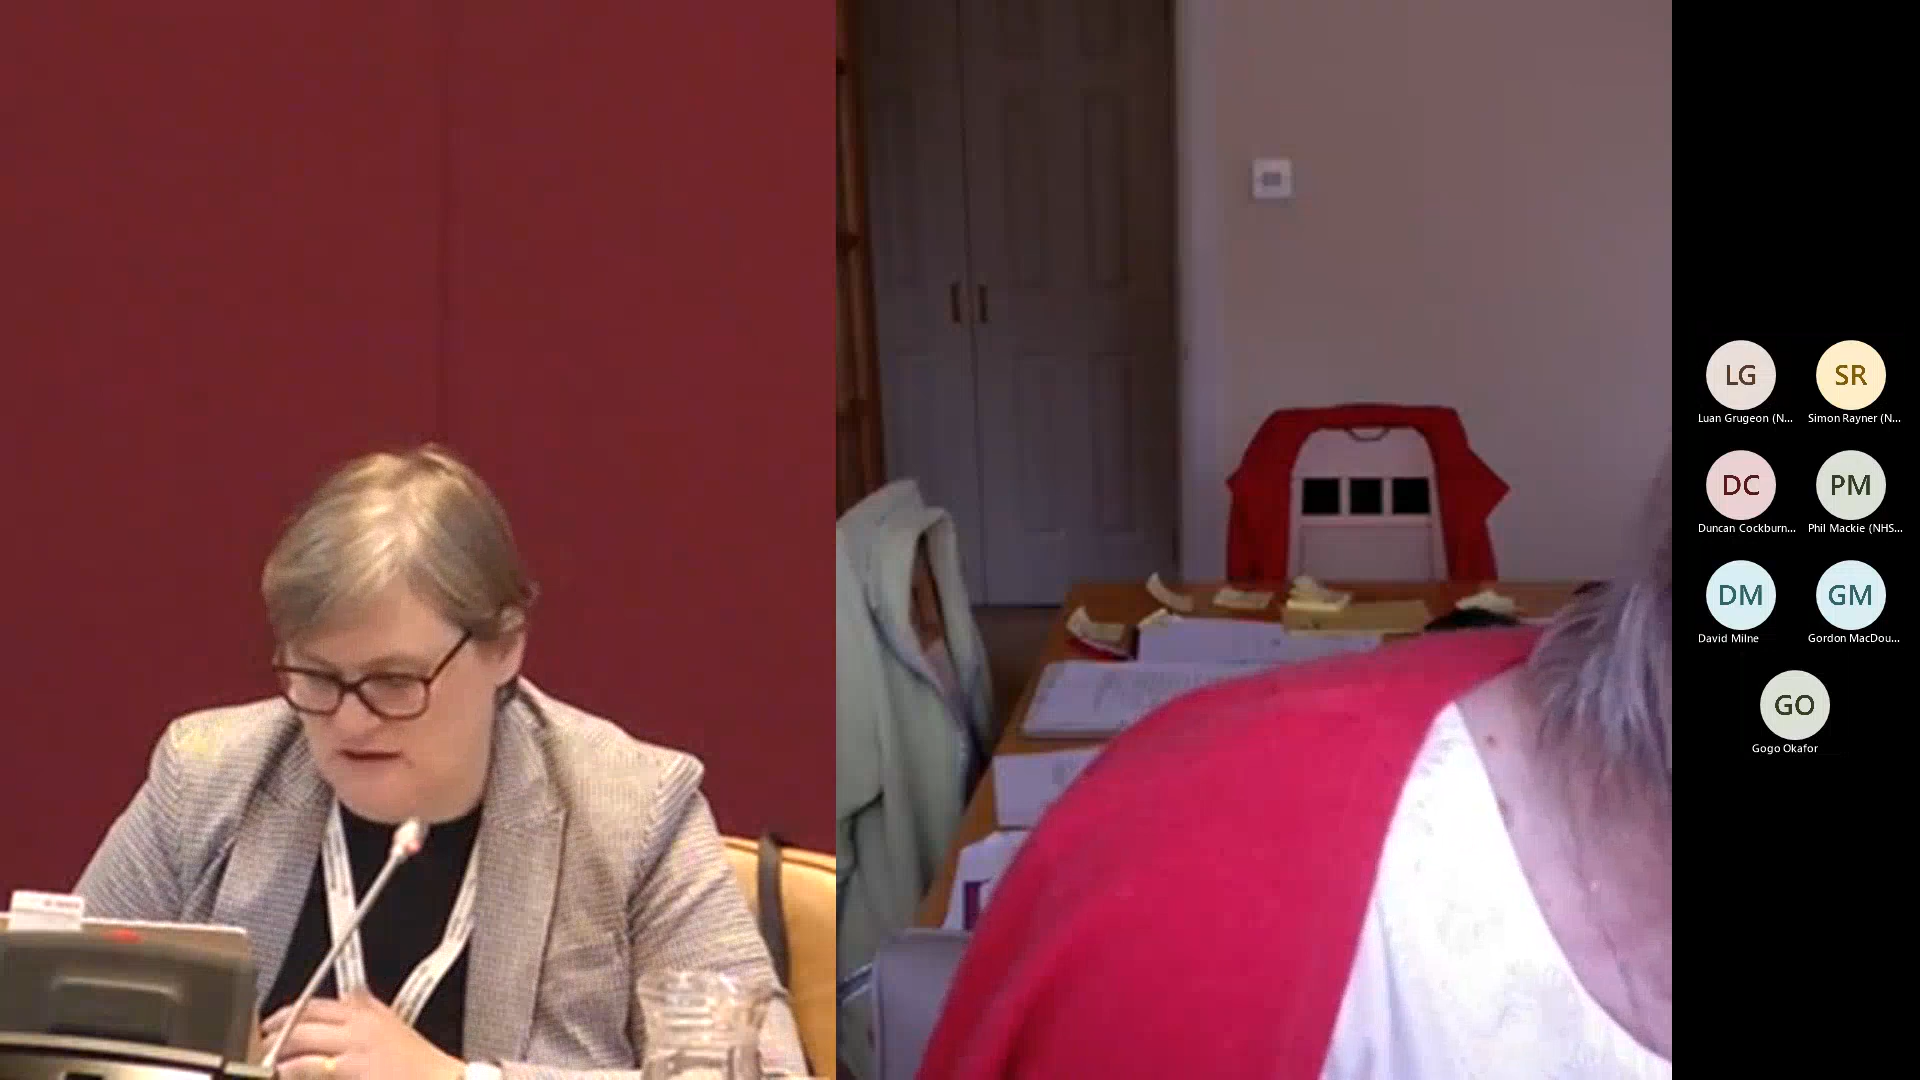 LG SR
Luan Grugeon (N... Simon Rayner (N...
DC PM
Duncan Cockburn... Phil Mackie (NHS...
DM GM
David Milne Gordon MacDou...
GO
Gogo Okafor